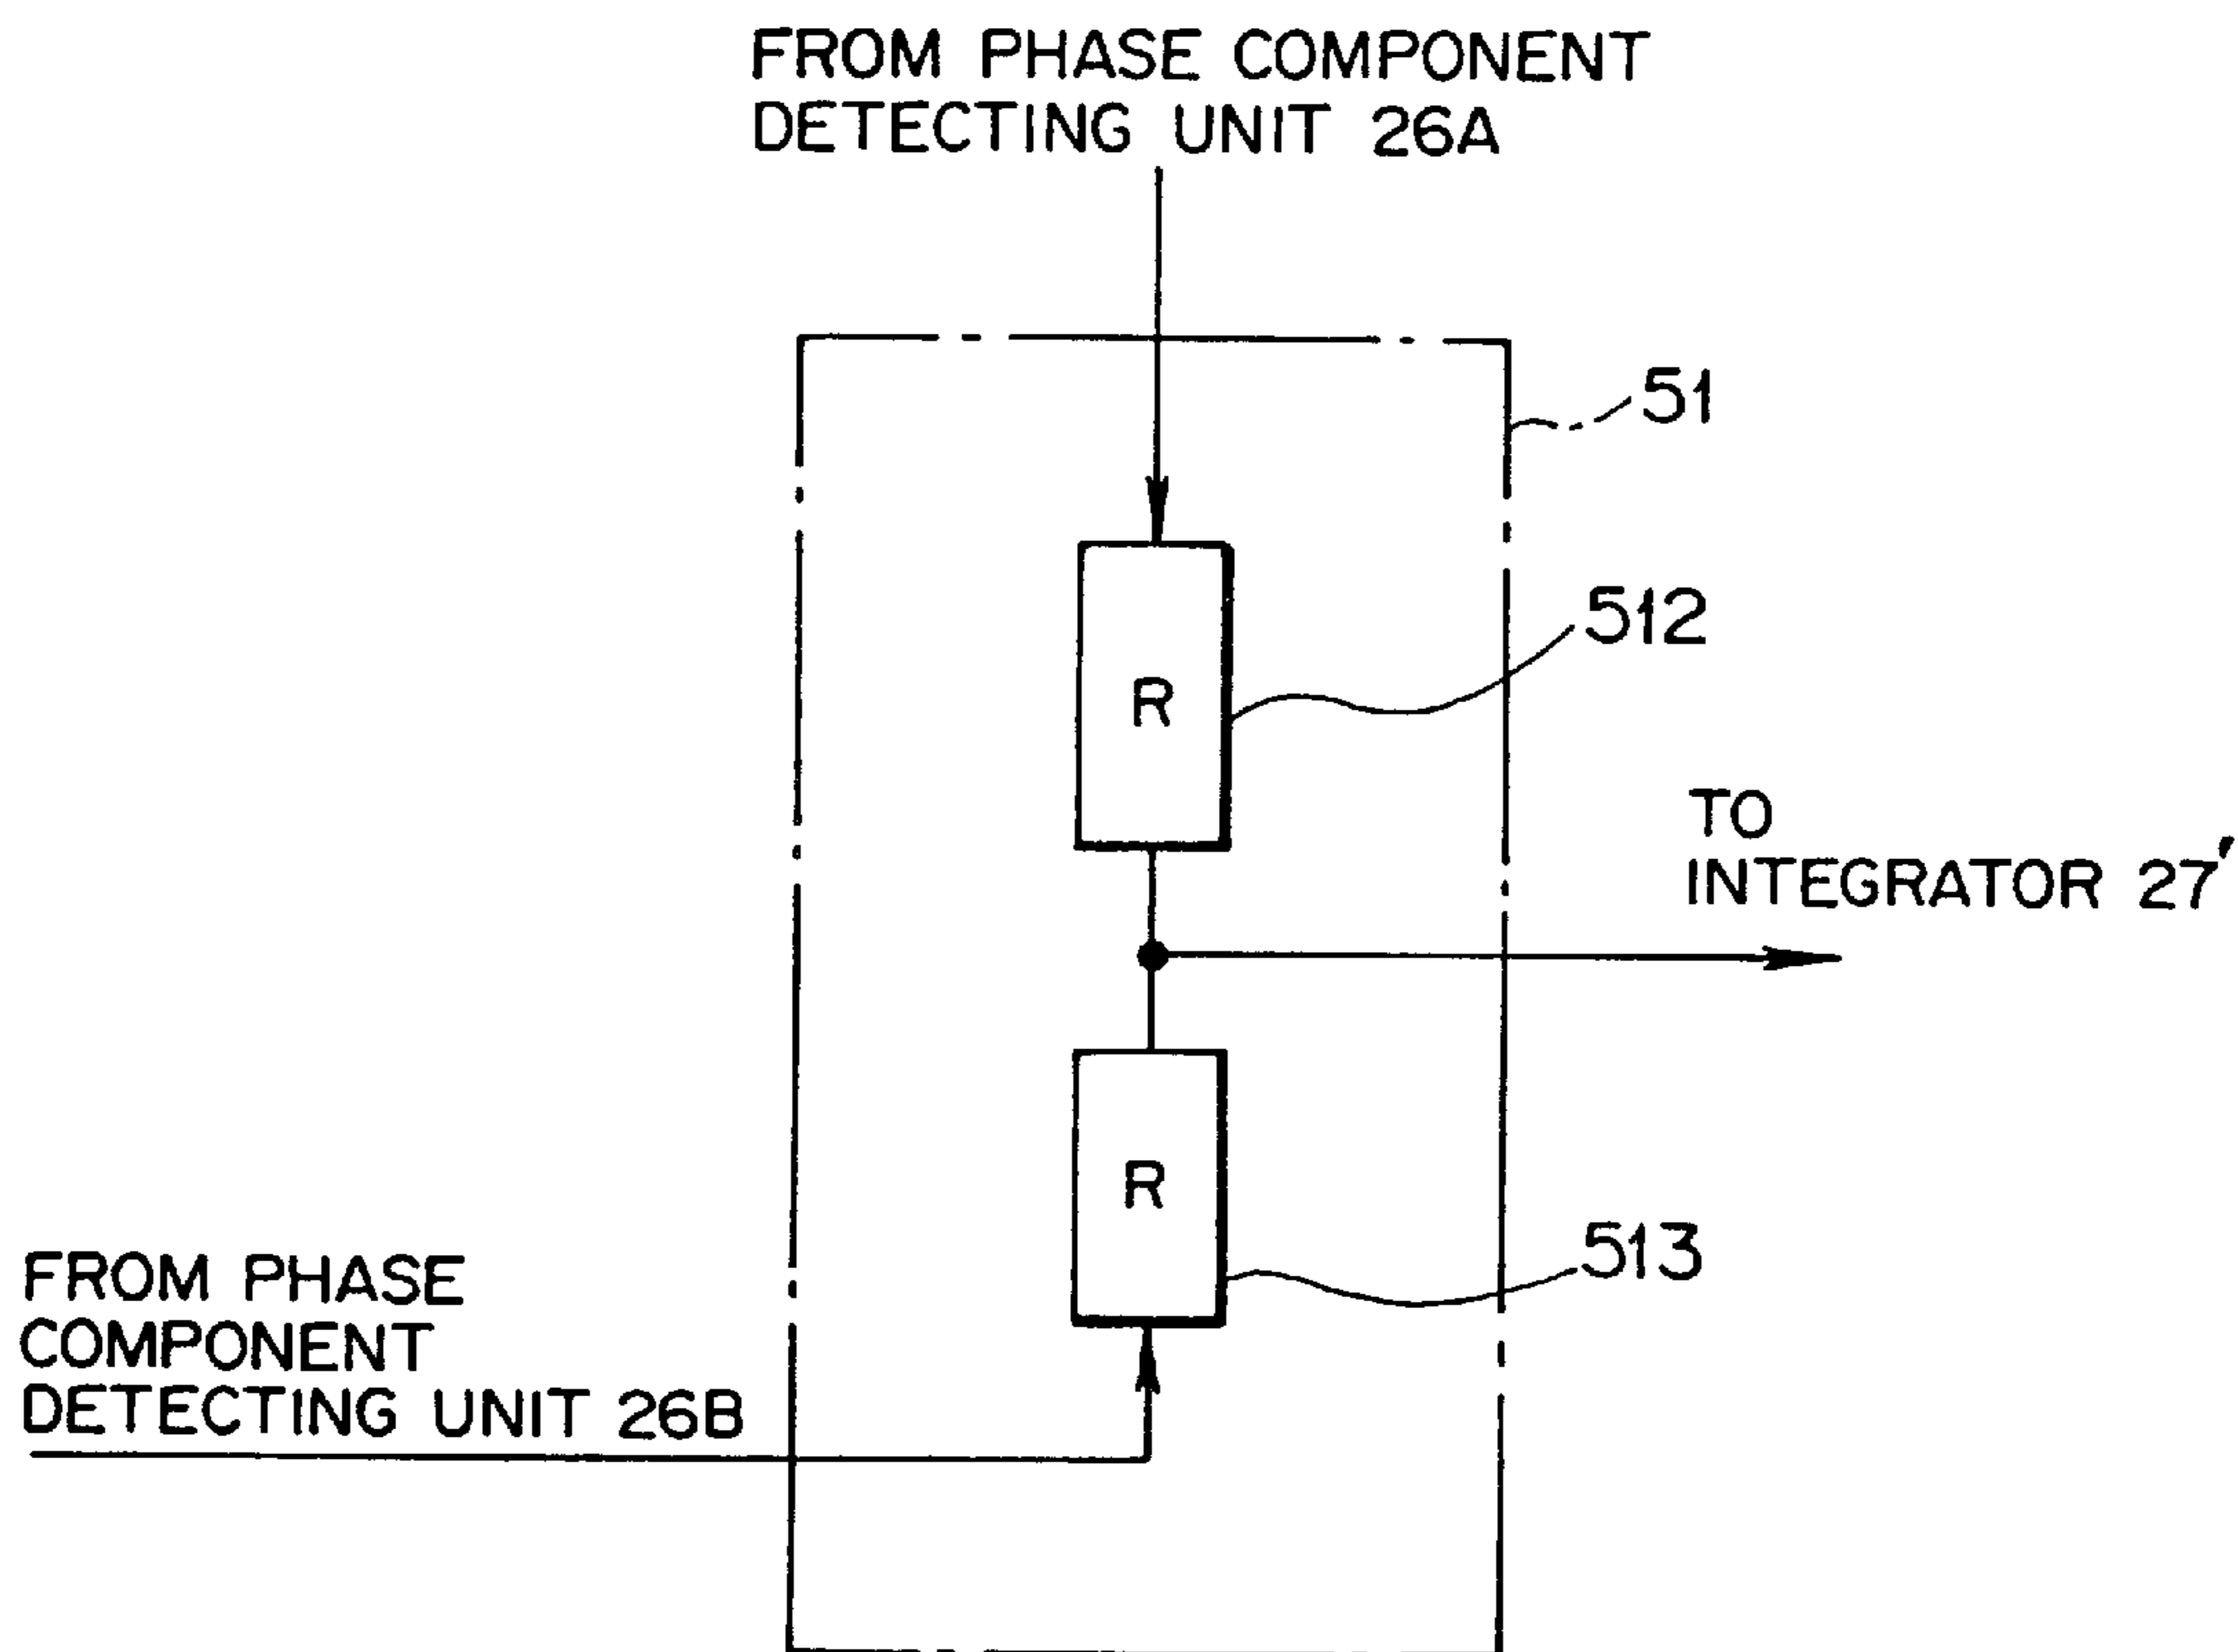 FROM PHASE COMPONENT
DETECTING UNIT 26A
51
512
R
TO
INTEGRATOR 27'
R
513
FROM PHASE
COMPONENT
DETECTING UNIT 26B